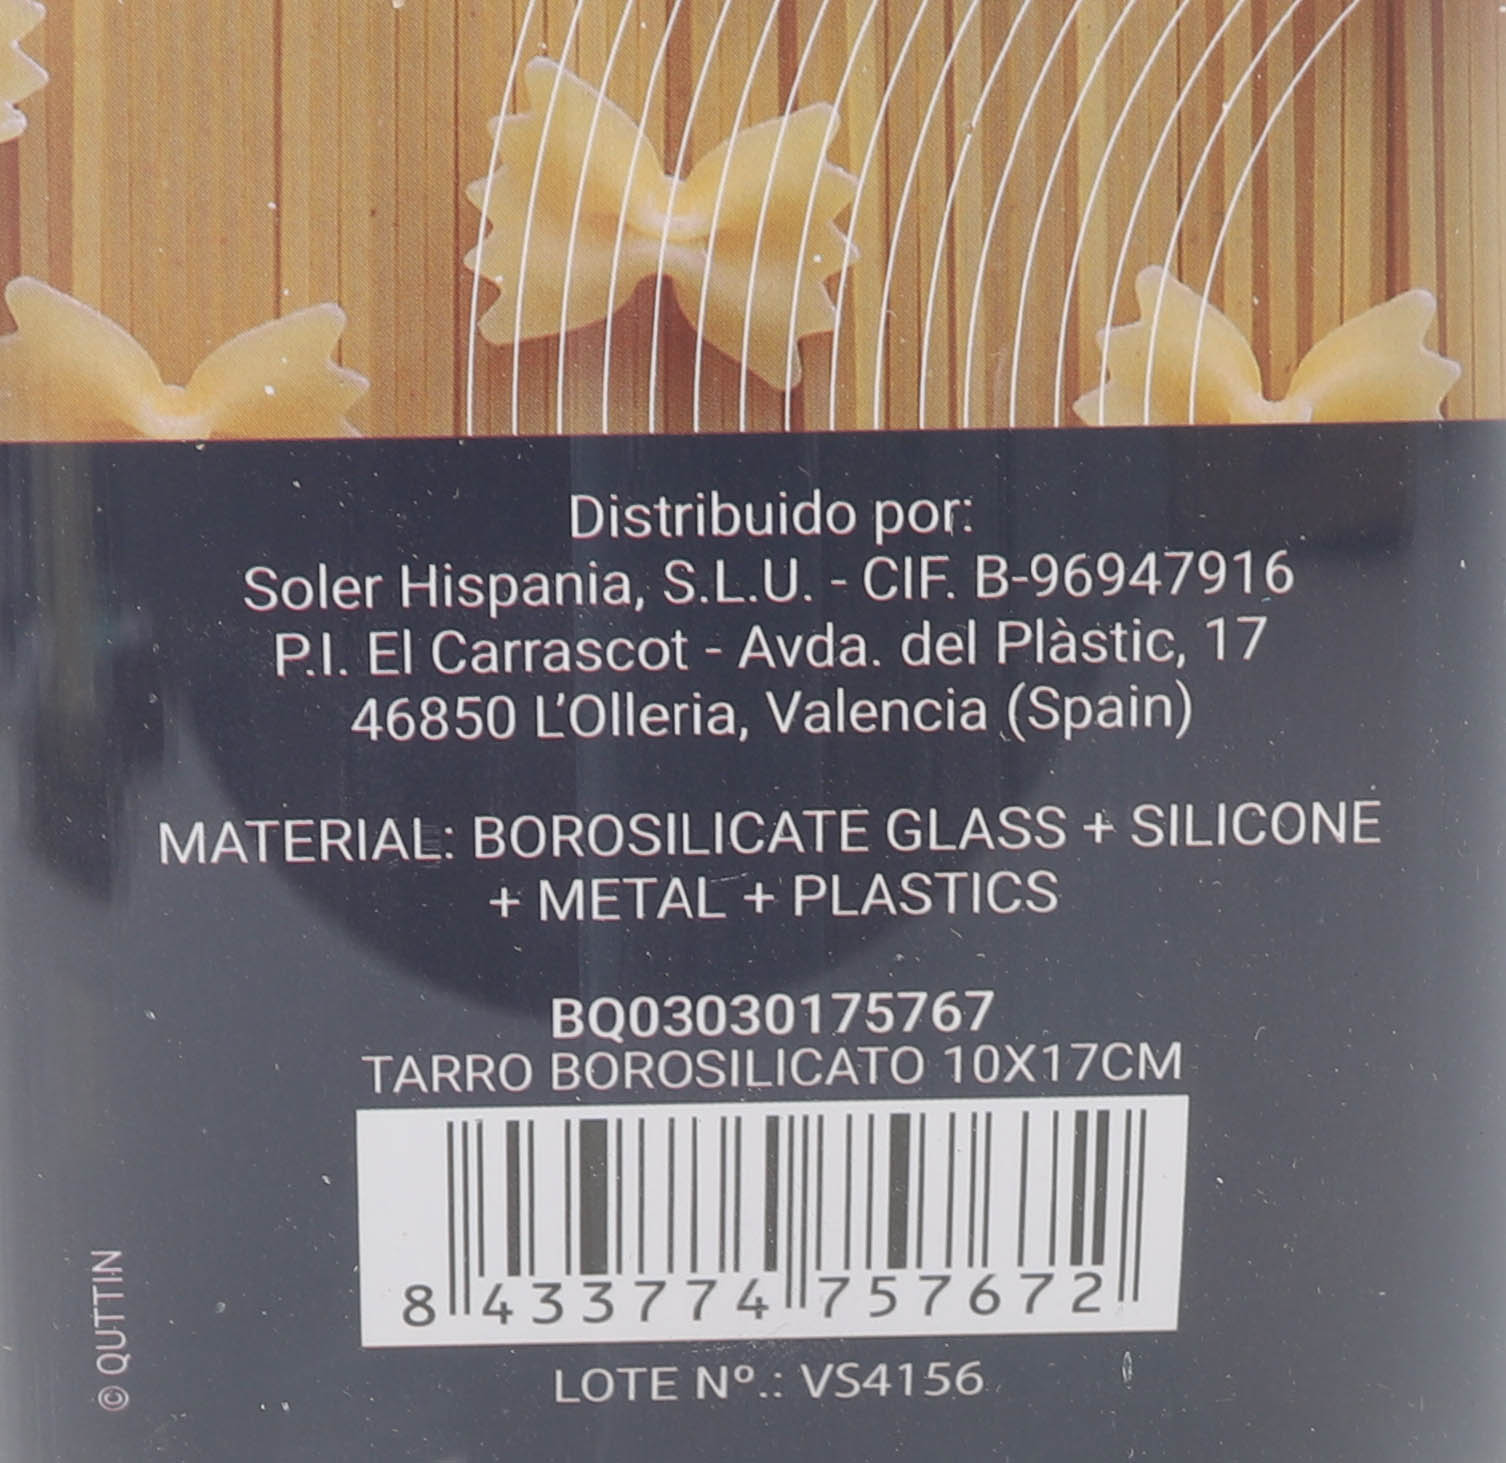 Distribuido por:
Soler Hispania, S.L.U. - CIF. B-96947916
P.I. El Carrascot - Avda. del Plàstic, 17
46850 L'Olleria, Valencia (Spain)
MATERIAL: BOROSILICATE GLASS + SILICONE
+ METAL + PLASTICS
BQ03030175767
TARRO BOROSILICATO 10X17CM
8 433774 757672
LOTE Nº.: VS4156
© QUTTIN